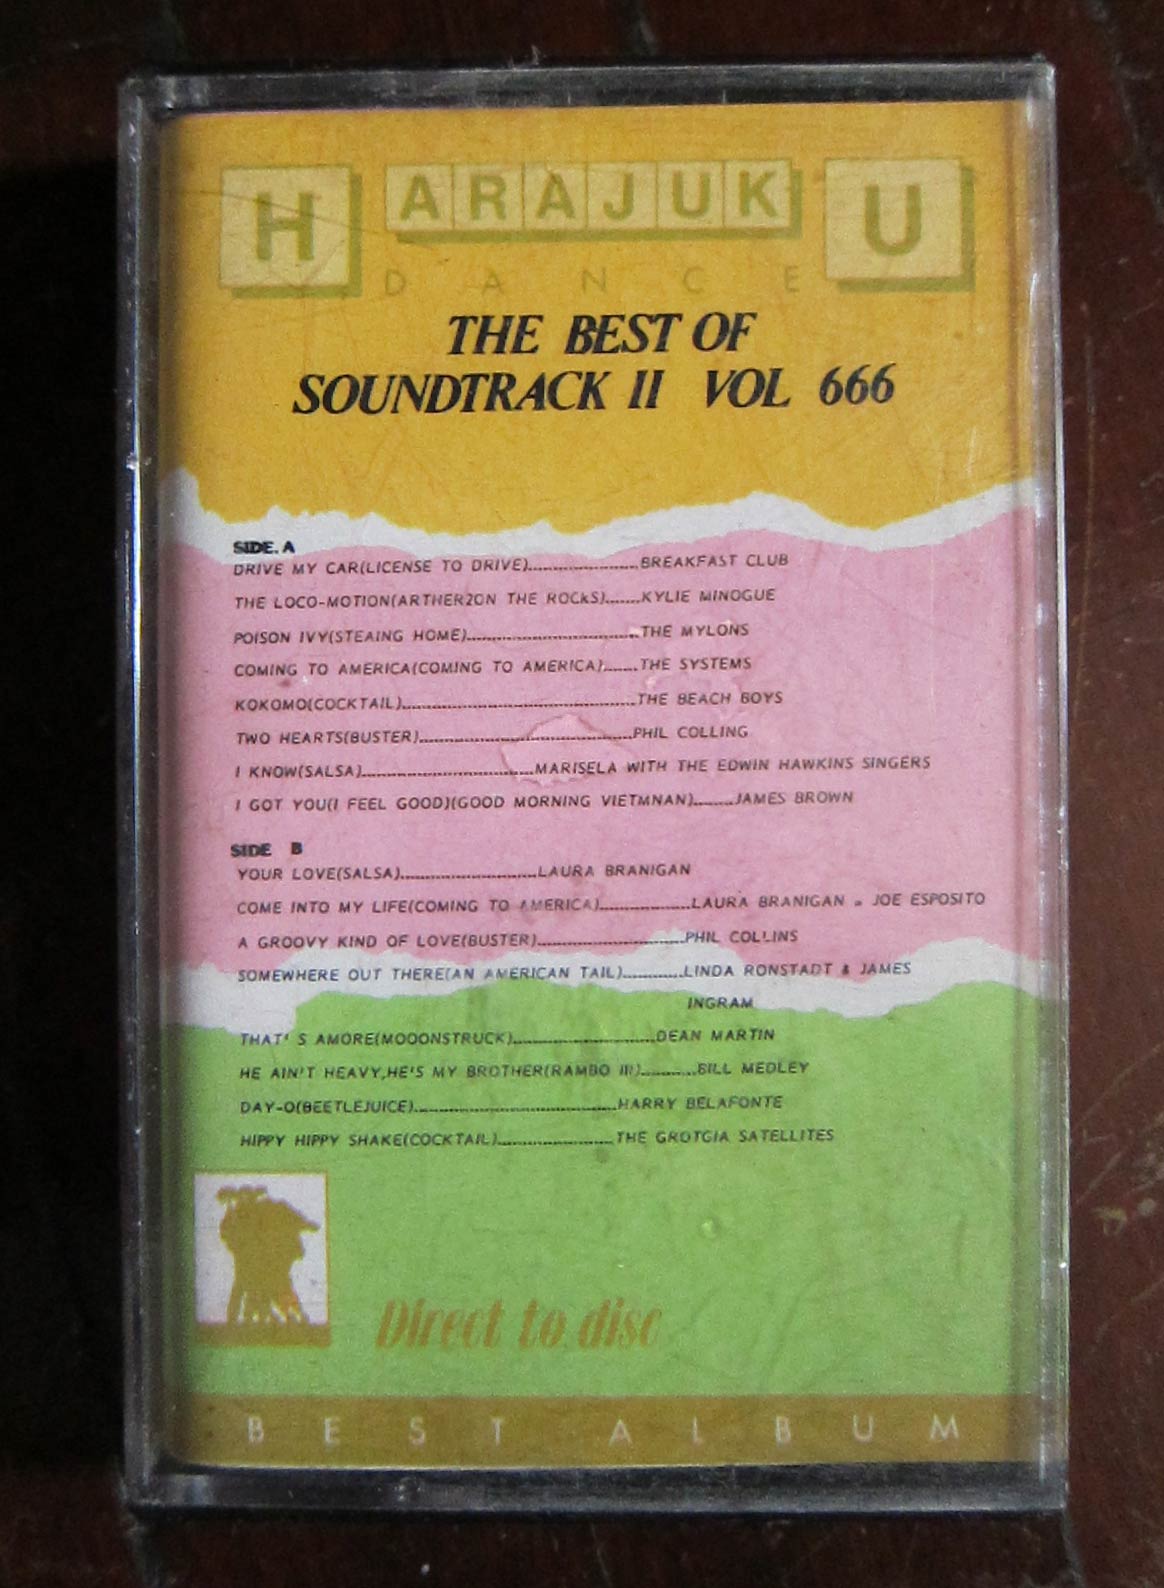 HARAJUKU
DANCE
THE BEST OF
SOUNDTRACK II VOL 666
SIDE. A
DRIVE MY CAR(LICENSE TO DRIVE)....................BREAKFAST CLUB
THE LOCO-MOTION(ARTHER2ON THE ROCKS).......KYLIE MINOGUE
POISON IVY(STEAING HOME)..............................THE MYLONS
COMING TO AMERICA(COMING TO AMERICA).......THE SYSTEMS
KOKOMO(COCKTAIL)........................................THE BEACH BOYS
TWO HEARTS(BUSTER)....................................PHIL COLLING
I KNOW(SALSA)..............................MARISELA WITH THE EDWIN HAWKINS SINGERS
I GOT YOU(I FEEL GOOD)(GOOD MORNING VIETMNAN)........JAMES BROWN
SIDE B
YOUR LOVE(SALSA)........................LAURA BRANIGAN
COME INTO MY LIFE(COMING TO AMERICA)................LAURA BRANIGAN & JOE ESPOSITO
A GROOVY KIND OF LOVE(BUSTER)..........................PHIL COLLINS
SOMEWHERE OUT THERE(AN AMERICAN TAIL)...........LINDA RONSTADT & JAMES
INGRAM
THAT' S AMORE(MOOONSTRUCK)........................DEAN MARTIN
HE AIN'T HEAVY,HE'S MY BROTHER(RAMBO III)..........BILL MEDLEY
DAY-O(BEETLEJUICE)...................................HARRY BELAFONTE
HIPPY HIPPY SHAKE(COCKTAIL)....................THE GROTGIA SATELLITES
Direct to disc
BEST ALBUM